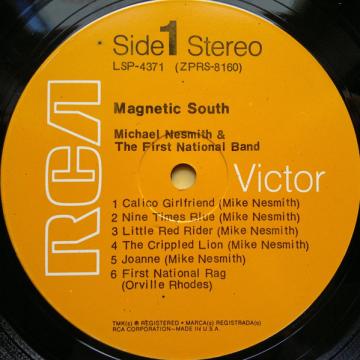 Side 1 Stereo
LSP-4371 (ZPRS-8160)
Magnetic South
Michael Nesmith &
The First National Band
RCA
Victor
1 Calico Girlfriend (Mike Nesmith)
2 Nine Times Blue (Mike Nesmith)
3 Little Red Rider (Mike Nesmith)
4 The Crippled Lion (Mike Nesmith)
5 Joanne (Mike Nesmith)
6 First National Rag
(Orville Rhodes)
TMK(s) ® REGISTERED • MARCA(s) REGISTRADA(s)
RCA CORPORATION—MADE IN U.S.A.